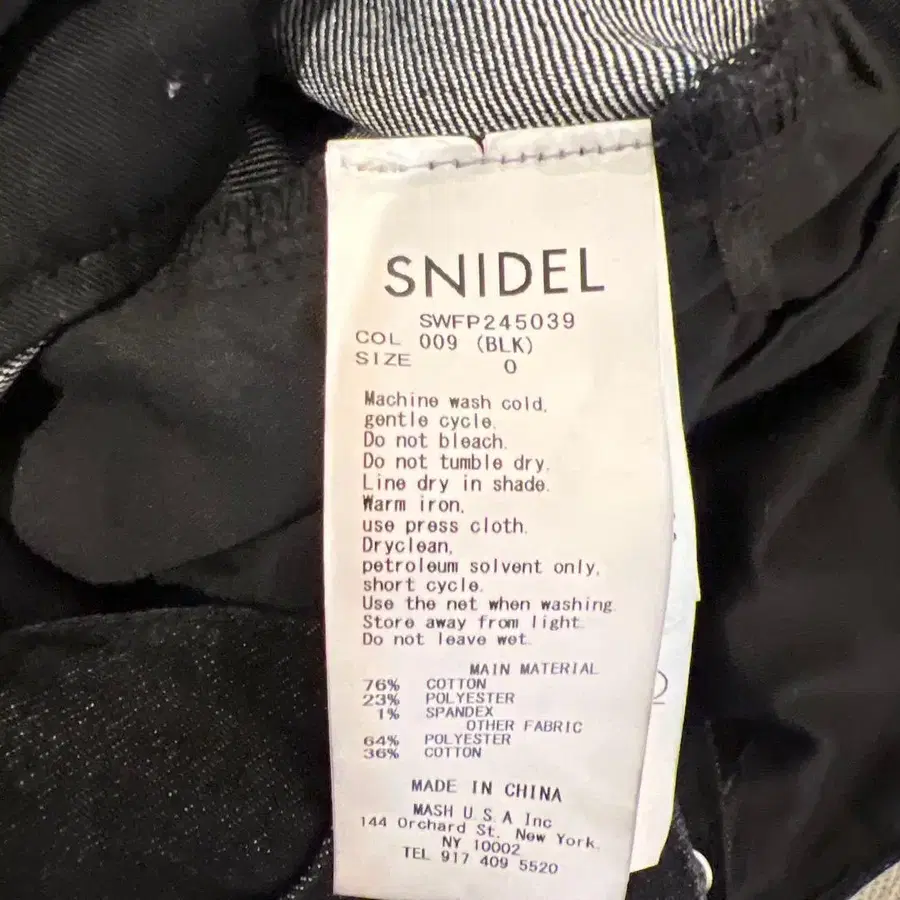 SNIDEL
SWFP245039
COL 009 (BLK)
SIZE 0
Machine wash cold,
gentle cycle.
Do not bleach.
Do not tumble dry.
Line dry in shade.
Warm iron,
use press cloth.
Dryclean,
petroleum solvent only,
short cycle.
Use the net when washing.
Store away from light.
Do not leave wet.
MAIN MATERIAL
76% COTTON
23% POLYESTER
1% SPANDEX
OTHER FABRIC
64% POLYESTER
36% COTTON
MADE IN CHINA
MASH U.S.A Inc
144 Orchard St. New York.
NY 10002
TEL 917 409 5520